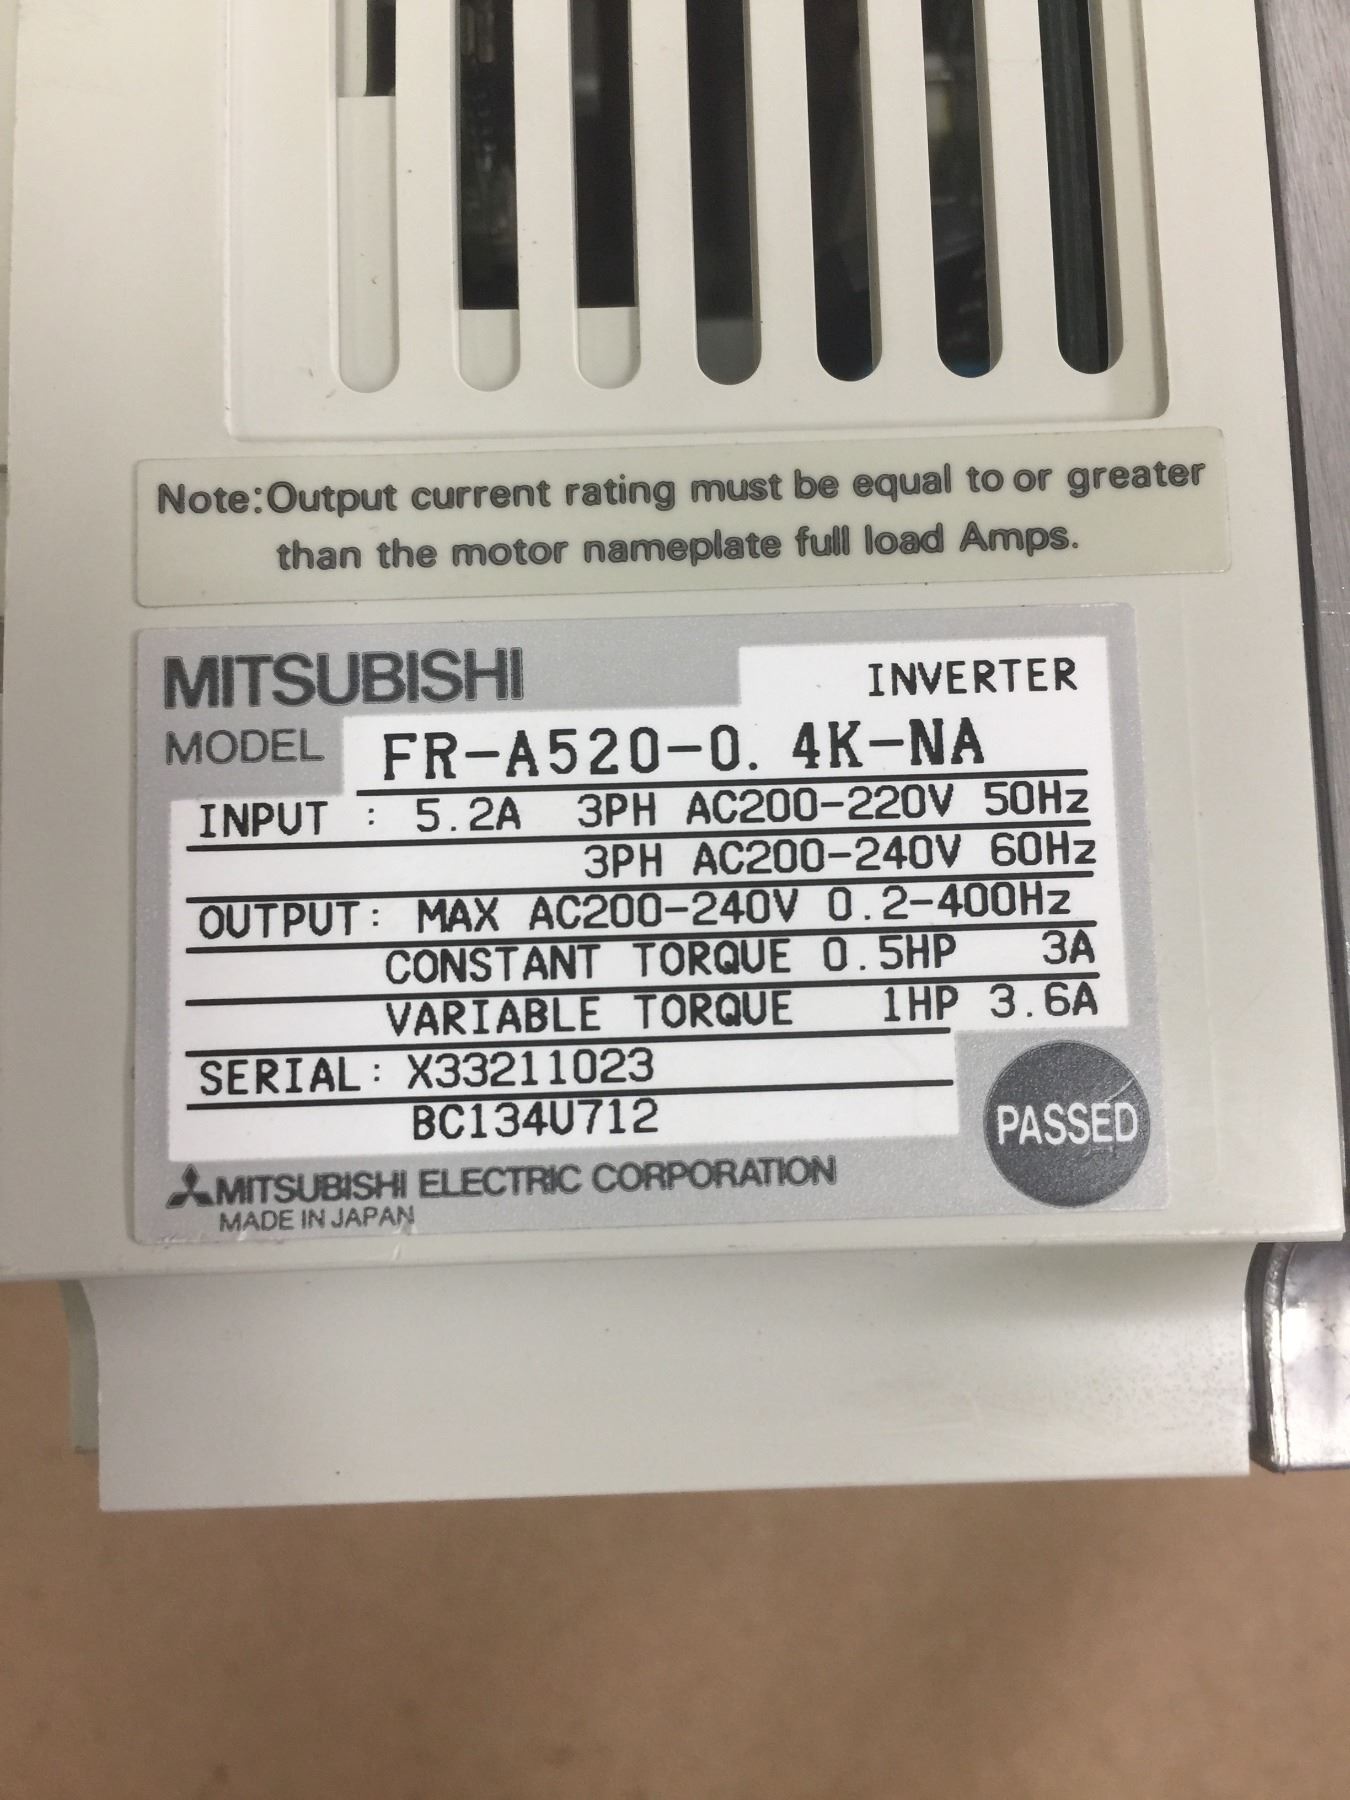 Note:Output current rating must be equal to or greater
than the motor nameplate full load Amps.
MITSUBISHI
INVERTER
MODEL FR-A520-0.4K-NA
INPUT : 5.2A 3PH AC200-220V 50Hz
3PH AC200-240V 60Hz
OUTPUT: MAX AC200-240V 0.2-400Hz
CONSTANT TORQUE 0.5HP 3A
VARIABLE TORQUE 1HP 3.6A
SERIAL: X33211023
BC134U712
PASSED
MITSUBISHI ELECTRIC CORPORATION
MADE IN JAPAN